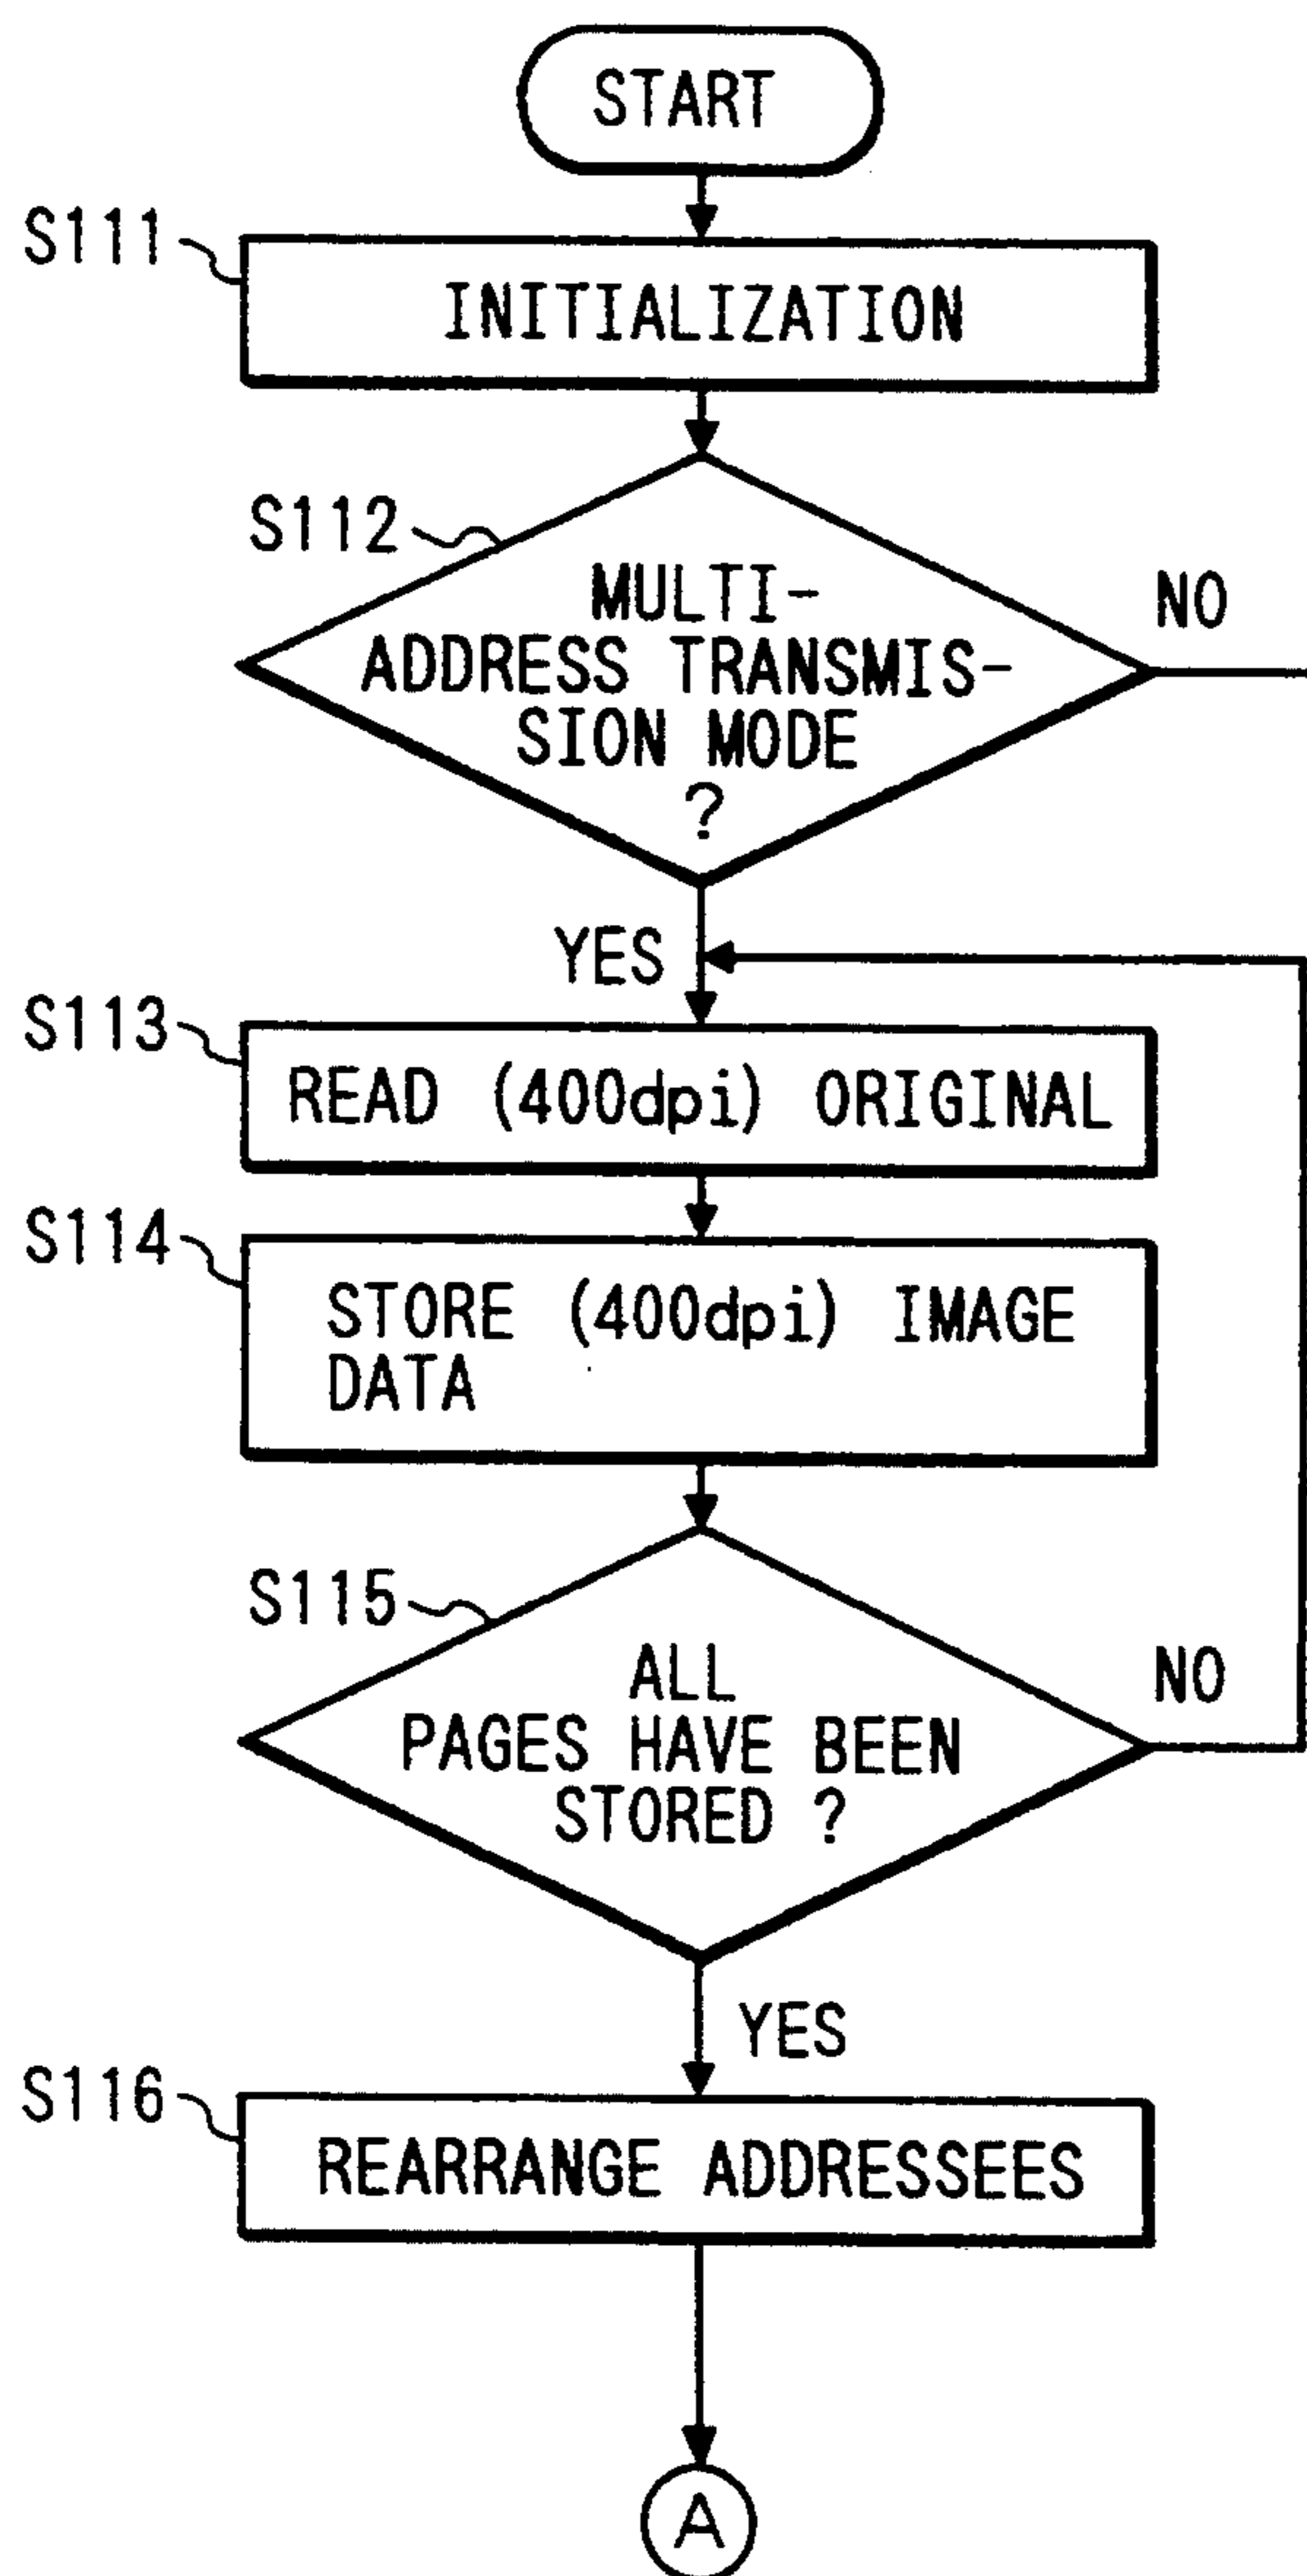 START
S111
INITIALIZATION
S112
MULTI-
ADDRESS TRANSMIS-
SION MODE
?
NO
YES
S113
READ (400dpi) ORIGINAL
S114
STORE (400dpi) IMAGE
DATA
S115
ALL
PAGES HAVE BEEN
STORED ?
NO
YES
S116
REARRANGE ADDRESSEES
A